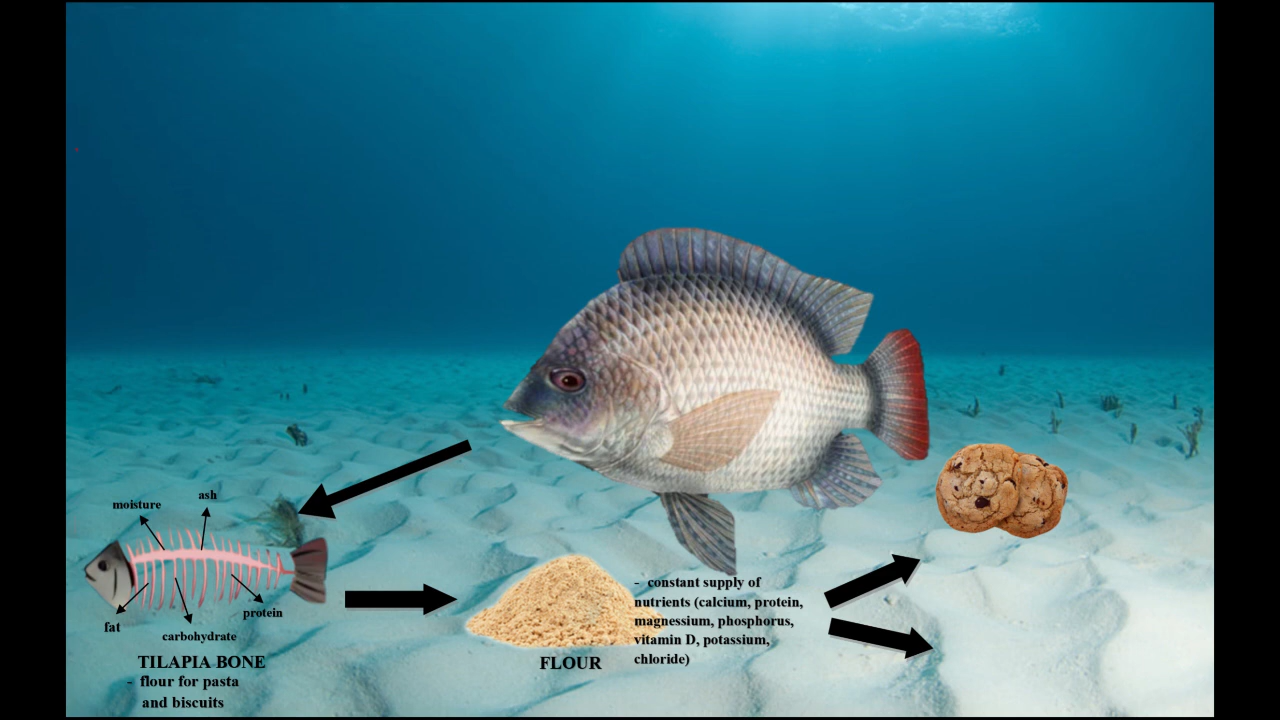 moisture
ash
fat
carbohydrate
protein
TILAPIA BONE
- flour for pasta
and biscuits
FLOUR
- constant supply of
nutrients (calcium, protein,
magnessium, phosphorus,
vitamin D, potassium,
chloride)